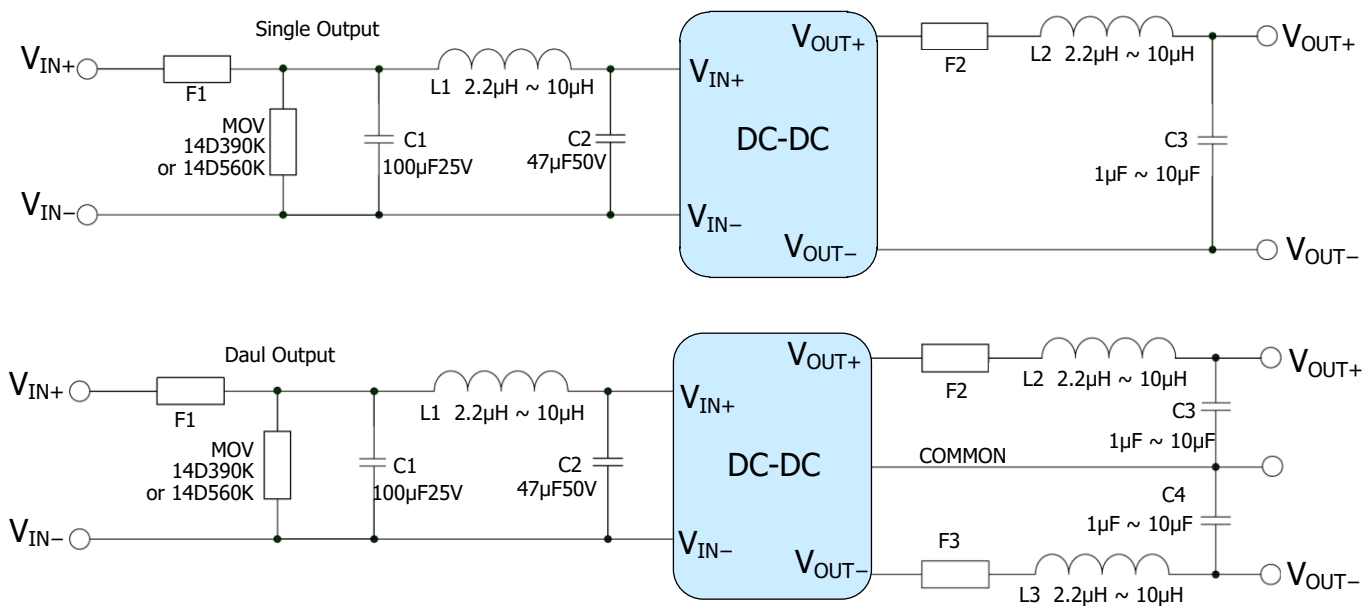 Single Output
VIN+
F1
MOV
14D390K
or 14D560K
C1
100µF25V
L1 2.2µH ~ 10µH
C2
47µF50V
VIN−
VIN+
DC-DC
VIN−
VOUT+
VOUT−
F2
L2 2.2µH ~ 10µH
C3
1µF ~ 10µF
VOUT+
VOUT−
Daul Output
VIN+
F1
MOV
14D390K
or 14D560K
C1
100µF25V
L1 2.2µH ~ 10µH
C2
47µF50V
VIN−
VIN+
DC-DC
VIN−
VOUT+
VOUT−
F2
L2 2.2µH ~ 10µH
C3
1µF ~ 10µF
COMMON
C4
1µF ~ 10µF
F3
L3 2.2µH ~ 10µH
VOUT+
VOUT−